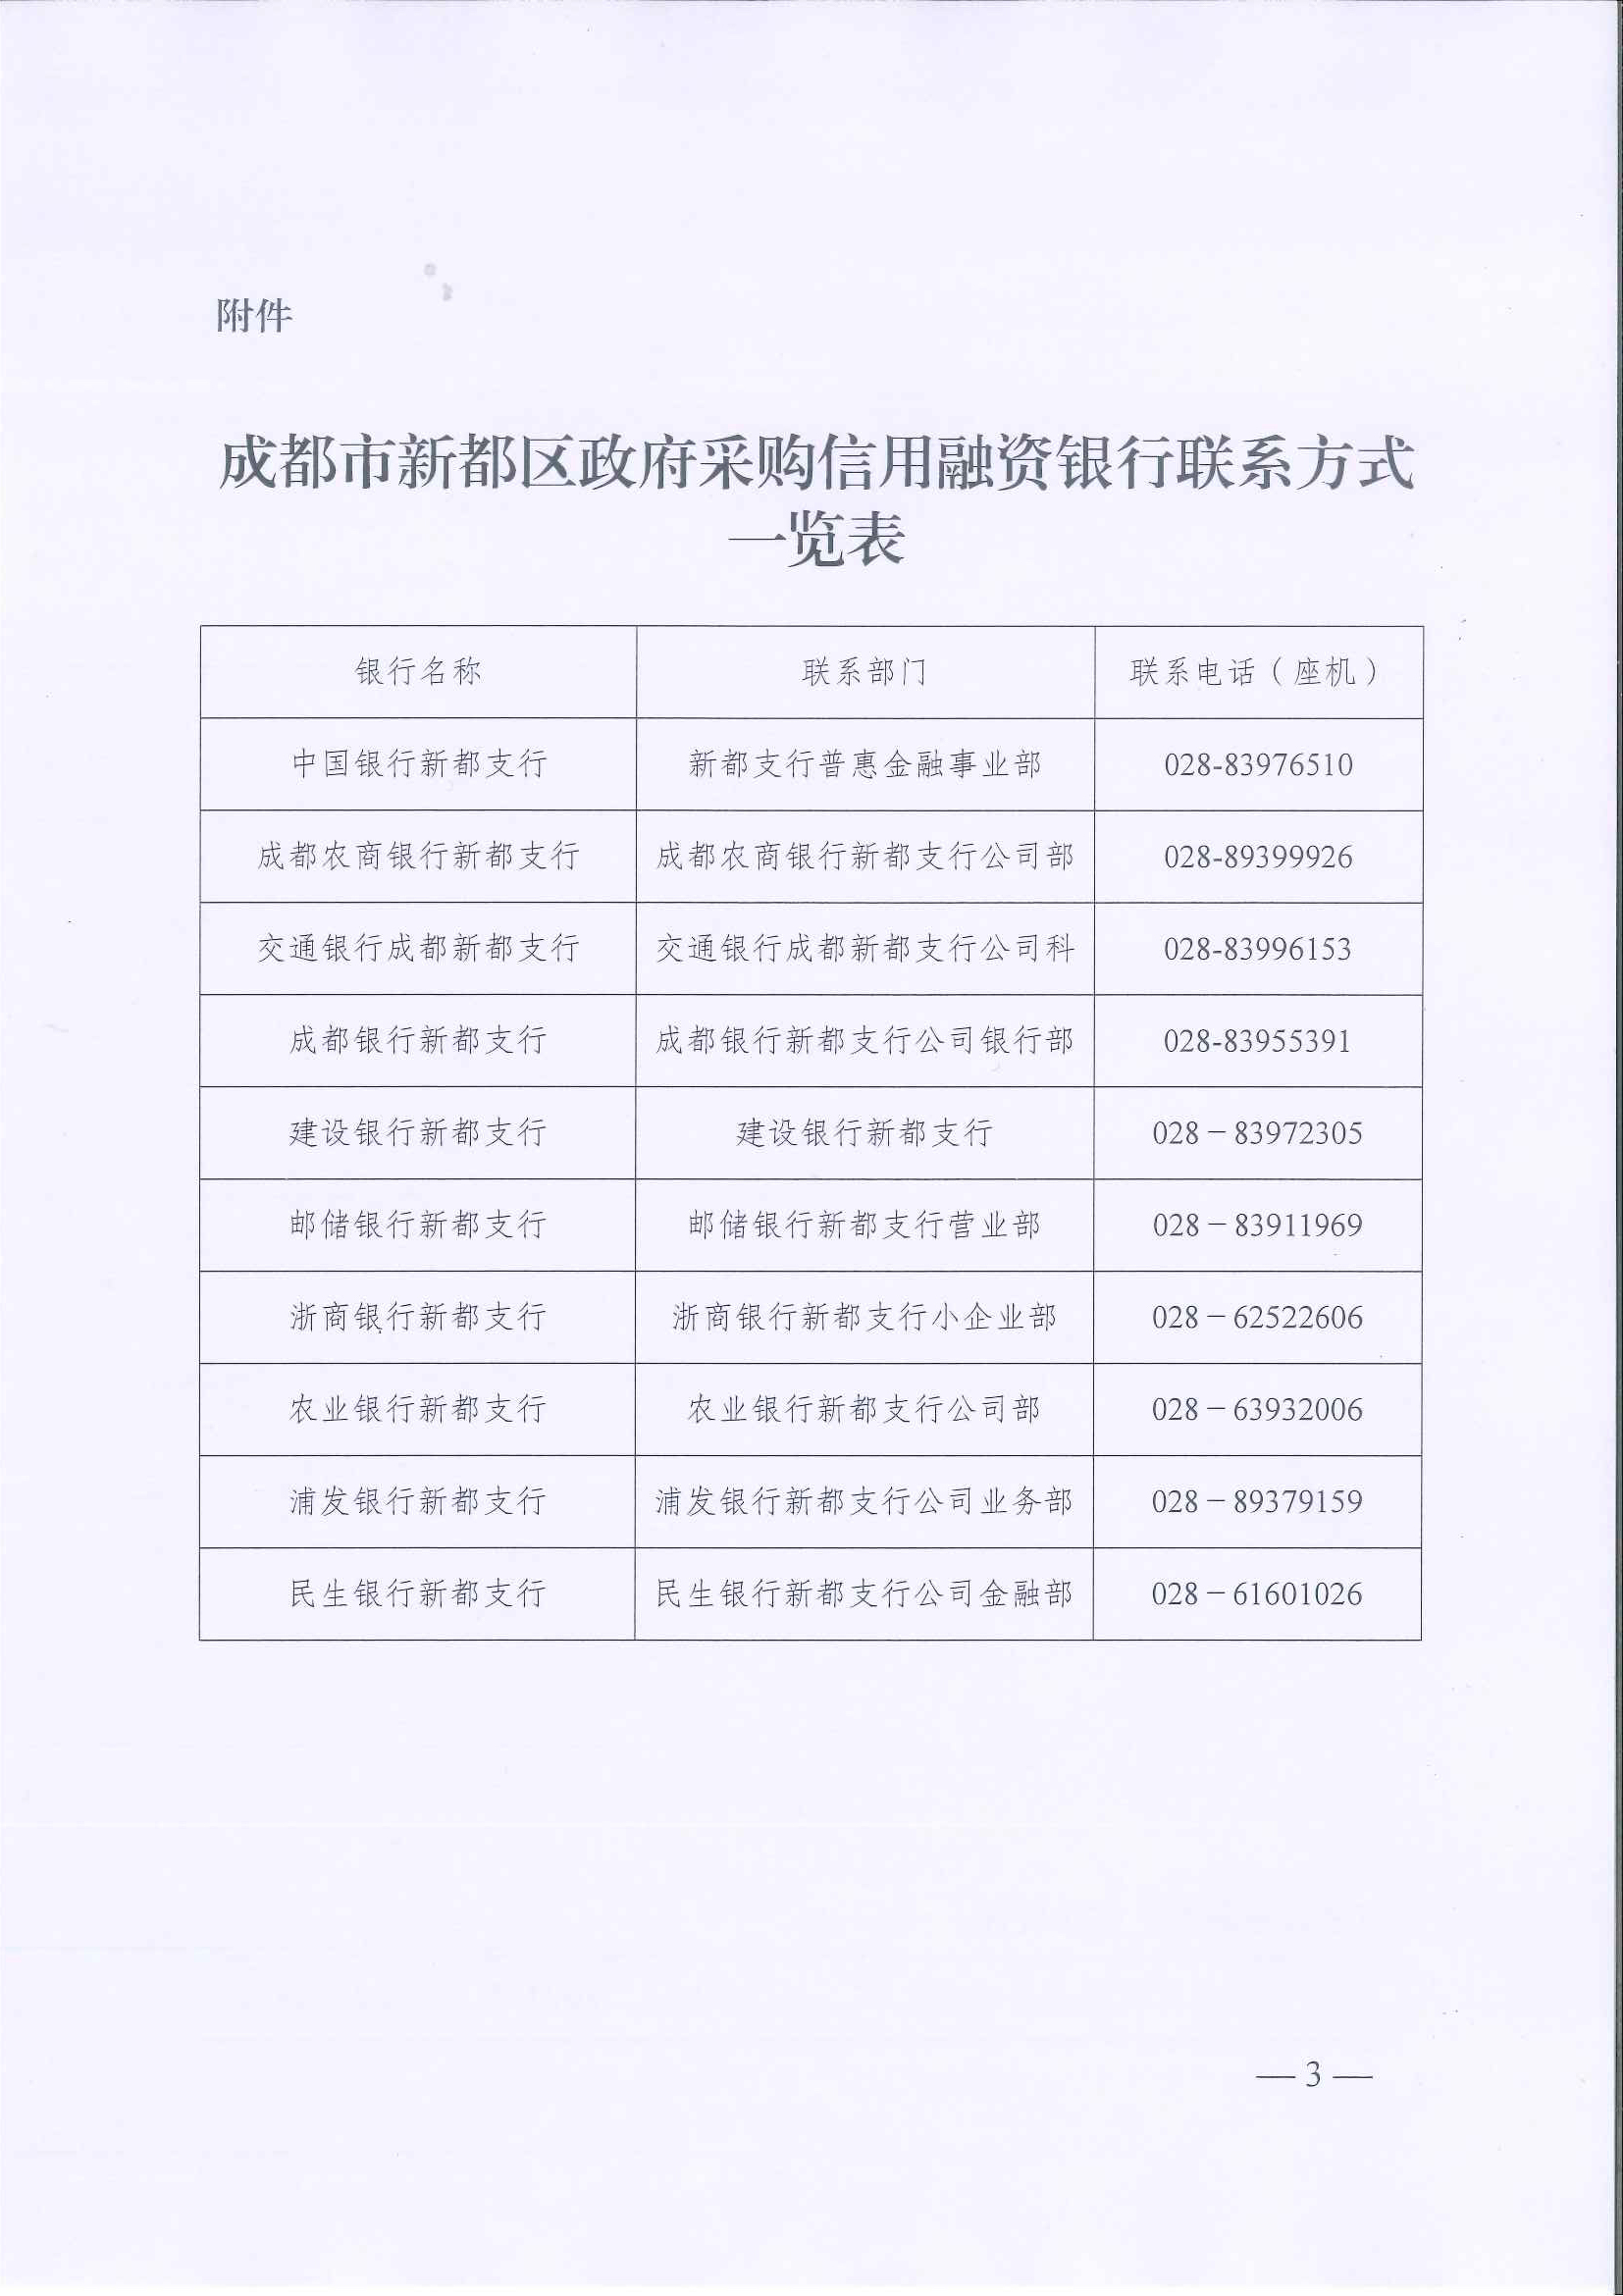 附件
成都市新都区政府采购信用融资银行联系方式
一览表
银行名称 联系部门 联系电话（座机）
中国银行新都支行 新都支行普惠金融事业部 028-83976510
成都农商银行新都支行 成都农商银行新都支行公司部 028-89399926
交通银行成都新都支行 交通银行成都新都支行公司科 028-83996153
成都银行新都支行 成都银行新都支行公司银行部 028-83955391
建设银行新都支行 建设银行新都支行 028－83972305
邮储银行新都支行 邮储银行新都支行营业部 028－83911969
浙商银行新都支行 浙商银行新都支行小企业部 028－62522606
农业银行新都支行 农业银行新都支行公司部 028－63932006
浦发银行新都支行 浦发银行新都支行公司业务部 028－89379159
民生银行新都支行 民生银行新都支行公司金融部 028－61601026
— 3 —